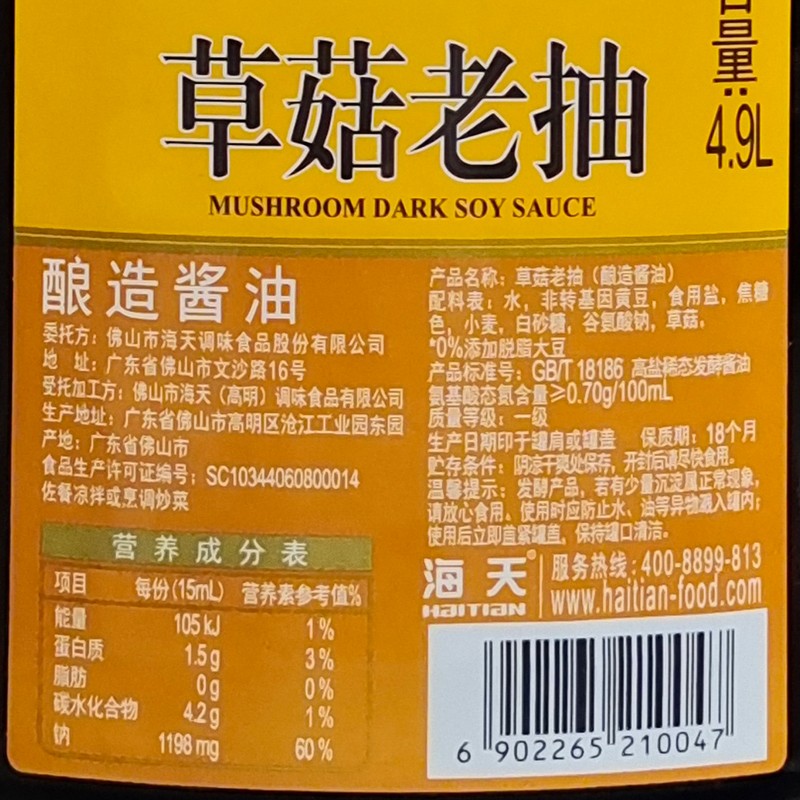 容量:
4.9L
草菇老抽
MUSHROOM DARK SOY SAUCE
酿造酱油
委托方：佛山市海天调味食品股份有限公司
地 址：广东省佛山市文沙路16号
受托加工方：佛山市海天（高明）调味食品有限公司
生产地址：广东省佛山市高明区沧江工业园东园
产地：广东省佛山市
食品生产许可证编号：SC10344060800014
佐餐凉拌或烹调炒菜
营养成分表
项目 每份(15mL) 营养素参考值%
能量 105 kJ 1%
蛋白质 1.5 g 3%
脂肪 0 g 0%
碳水化合物 4.2 g 1%
钠 1198 mg 60%
产品名称：草菇老抽（酿造酱油）
配料表：水，非转基因黄豆，食用盐，焦糖
色，小麦，白砂糖，谷氨酸钠，草菇。
*0%添加脱脂大豆
产品标准号：GB/T 18186 高盐稀态发酵酱油
氨基酸态氮含量≥0.70g/100mL
质量等级：一级
生产日期印于罐肩或罐盖 保质期：18个月
贮存条件：阴凉干爽处保存，开封后请尽快食用。
温馨提示：发酵产品，若有少量沉淀属正常现象，
请放心食用。使用时应防止水、油等异物溅入罐内；
使用后立即盖紧罐盖，保持罐口清洁。
海天®
HAITIAN
服务热线：400-8899-813
www.haitian-food.com
6 902265 210047